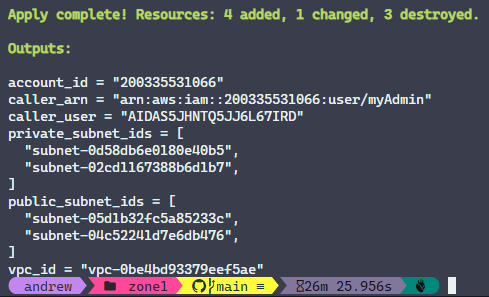 Apply complete! Resources: 4 added, 1 changed, 3 destroyed.
Outputs:
account_id = "200335531066"
caller_arn = "arn:aws:iam::200335531066:user/myAdmin"
caller_user = "AIDAS5JHNTQ5JJ6L67IRD"
private_subnet_ids = [
  "subnet-0d58db6e0180e40b5",
  "subnet-02cd1167388b6d1b7",
]
public_subnet_ids = [
  "subnet-05d1b32fc5a85233c",
  "subnet-04c52241d7e6db476",
]
vpc_id = "vpc-0be4bd93379eef5ae"
andrew zone1 main ≡ 26m 25.956s